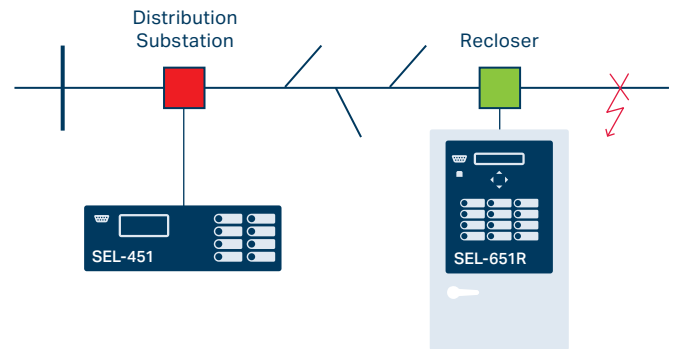 Distribution
Substation
Recloser
SEL-451
SEL-651R